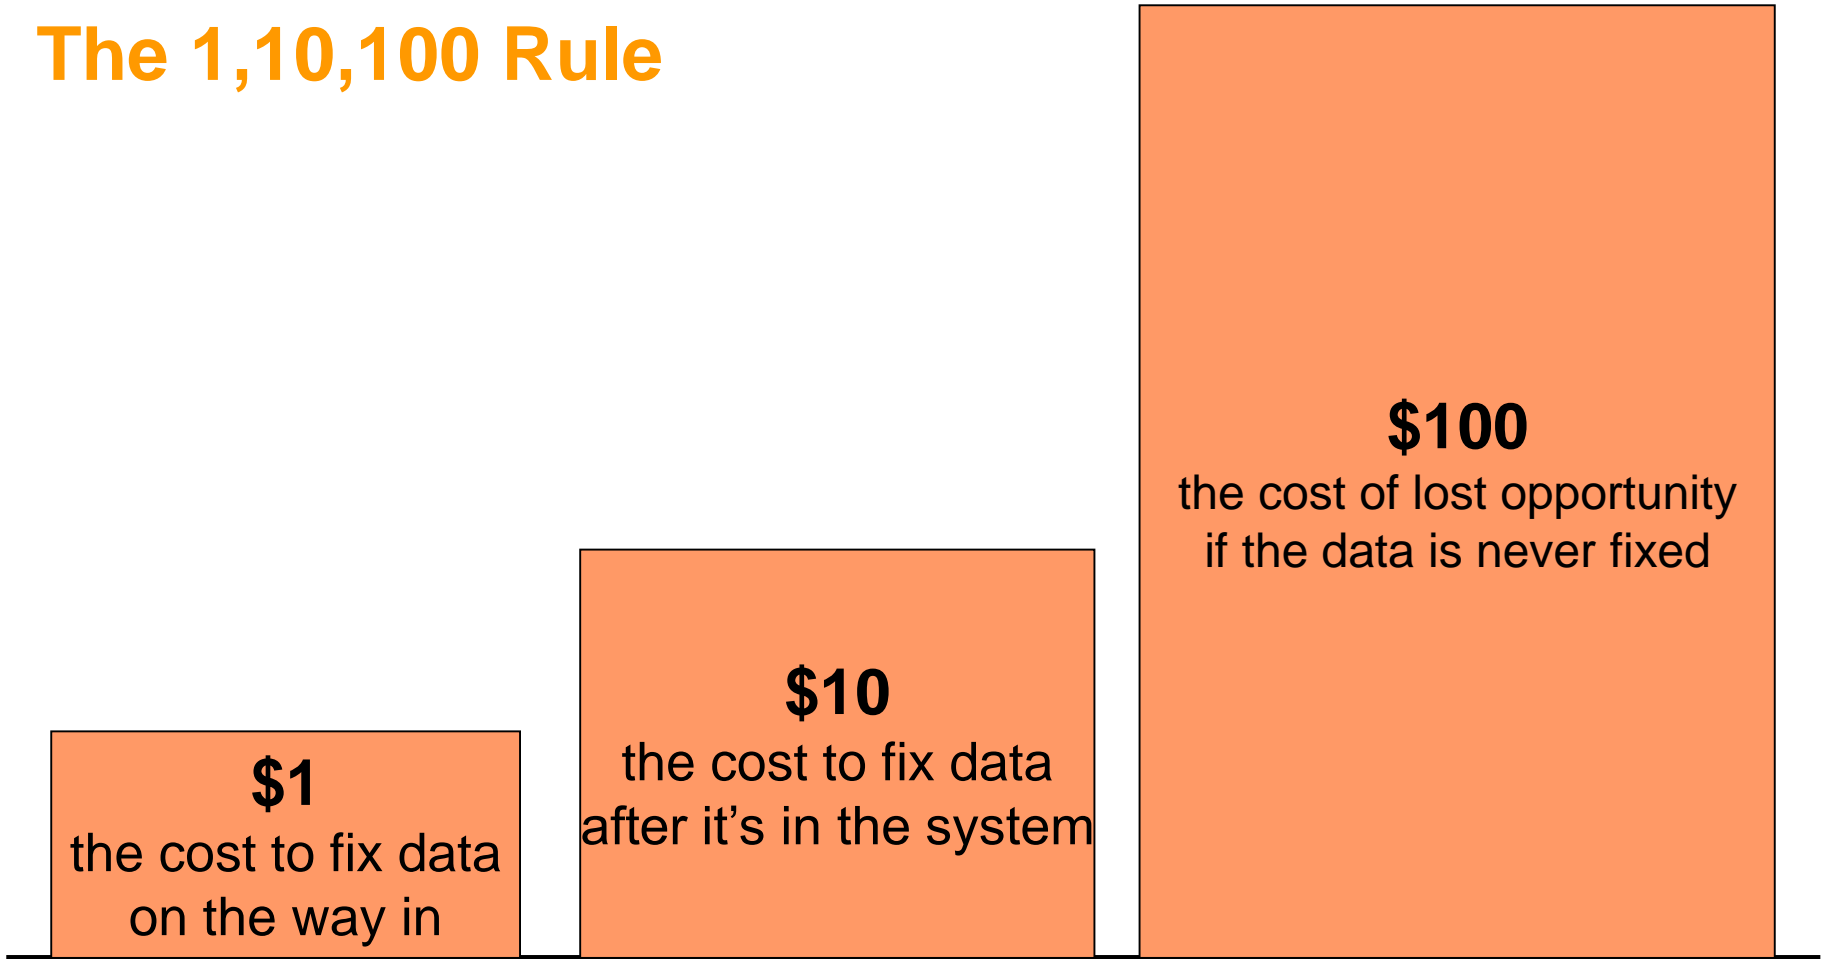 The 1,10,100 Rule
$1
the cost to fix data
on the way in
$10
the cost to fix data
after it’s in the system
$100
the cost of lost opportunity
if the data is never fixed